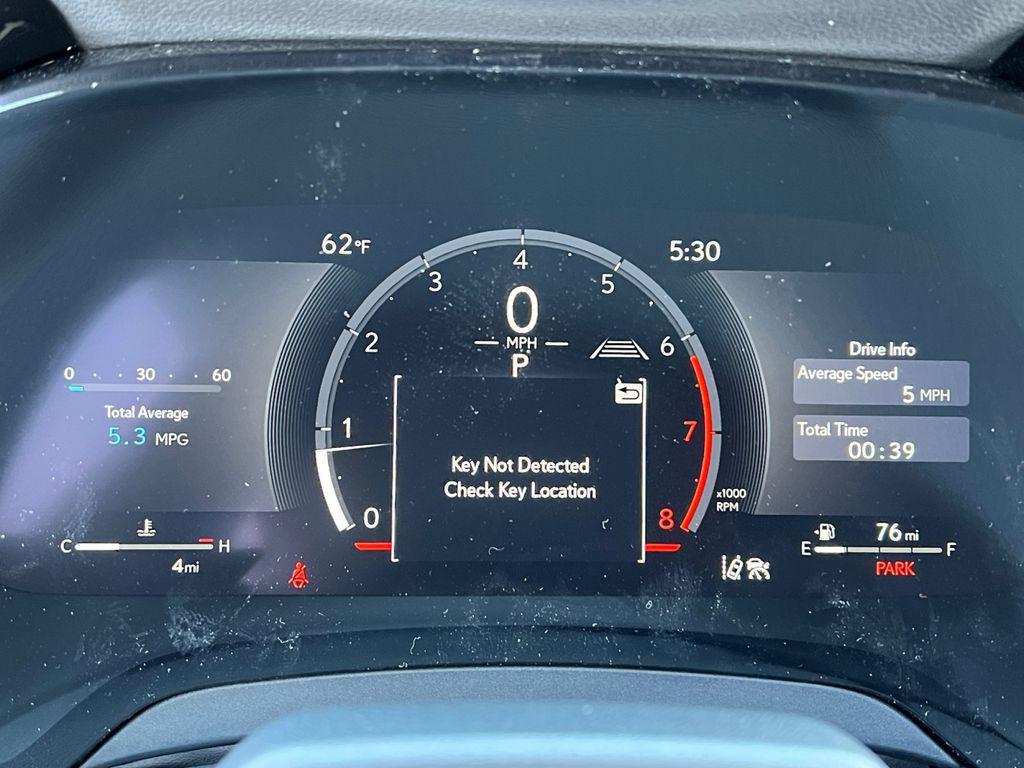 62°F
5:30
4
3
5
2
6
1
7
0
8
0
MPH
P
x1000
RPM
Key Not Detected
Check Key Location
0 30 60
Total Average
5.3 MPG
Drive Info
Average Speed
5 MPH
Total Time
00:39
C H
4mi
76 mi
E F
PARK